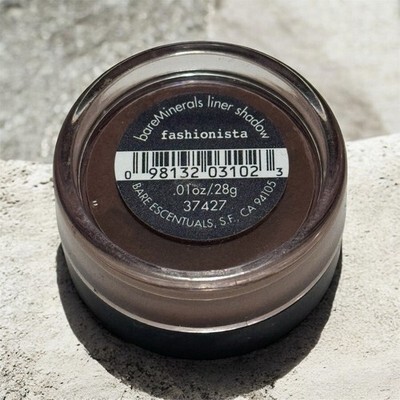 bareMinerals liner shadow
fashionista
0 98132 03102 3
.01oz/28g
37427
BARE ESCENTUALS, S.F., CA 94105